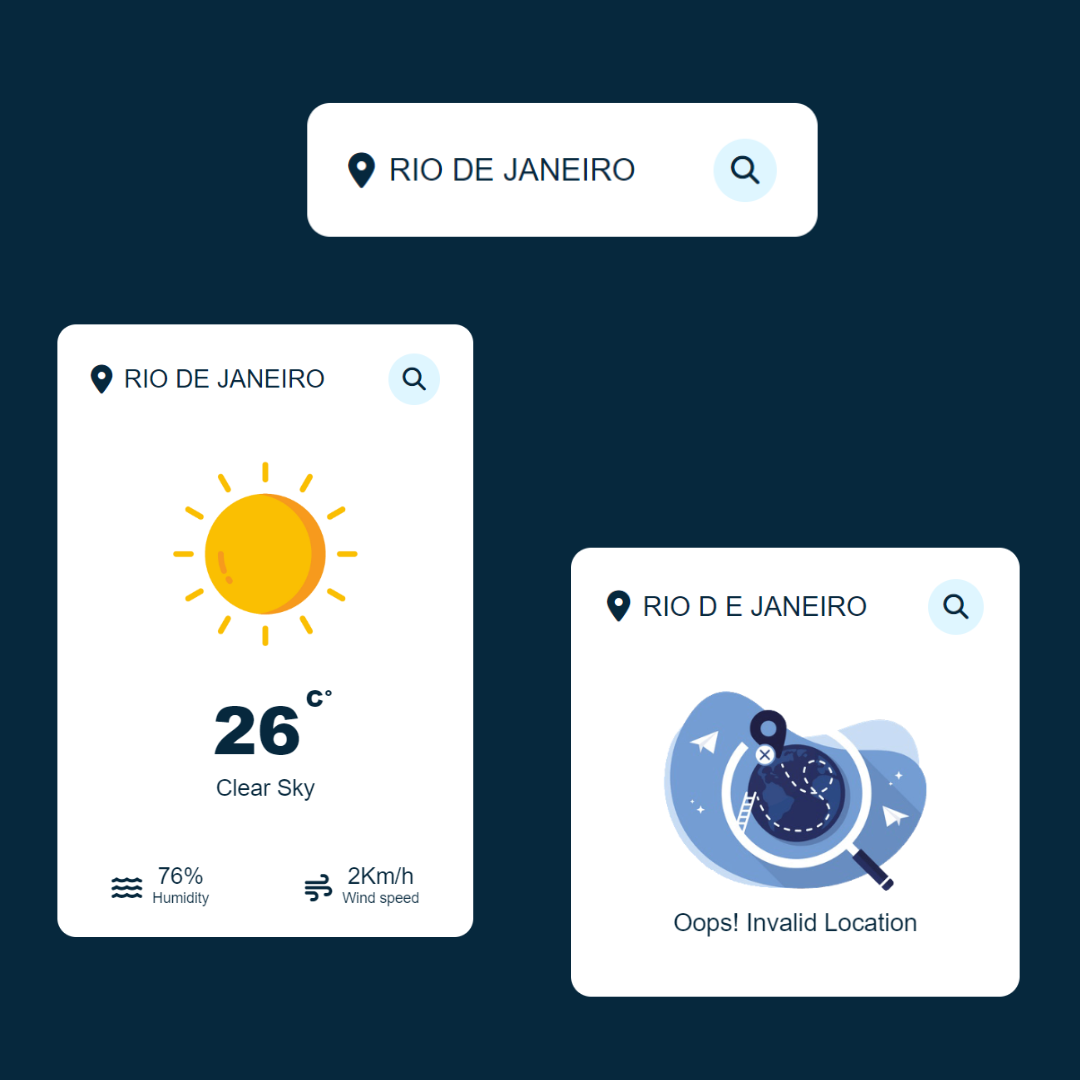 RIO DE JANEIRO
RIO DE JANEIRO
26 C°
Clear Sky
76%
Humidity
2Km/h
Wind speed
RIO D E JANEIRO
Oops! Invalid Location